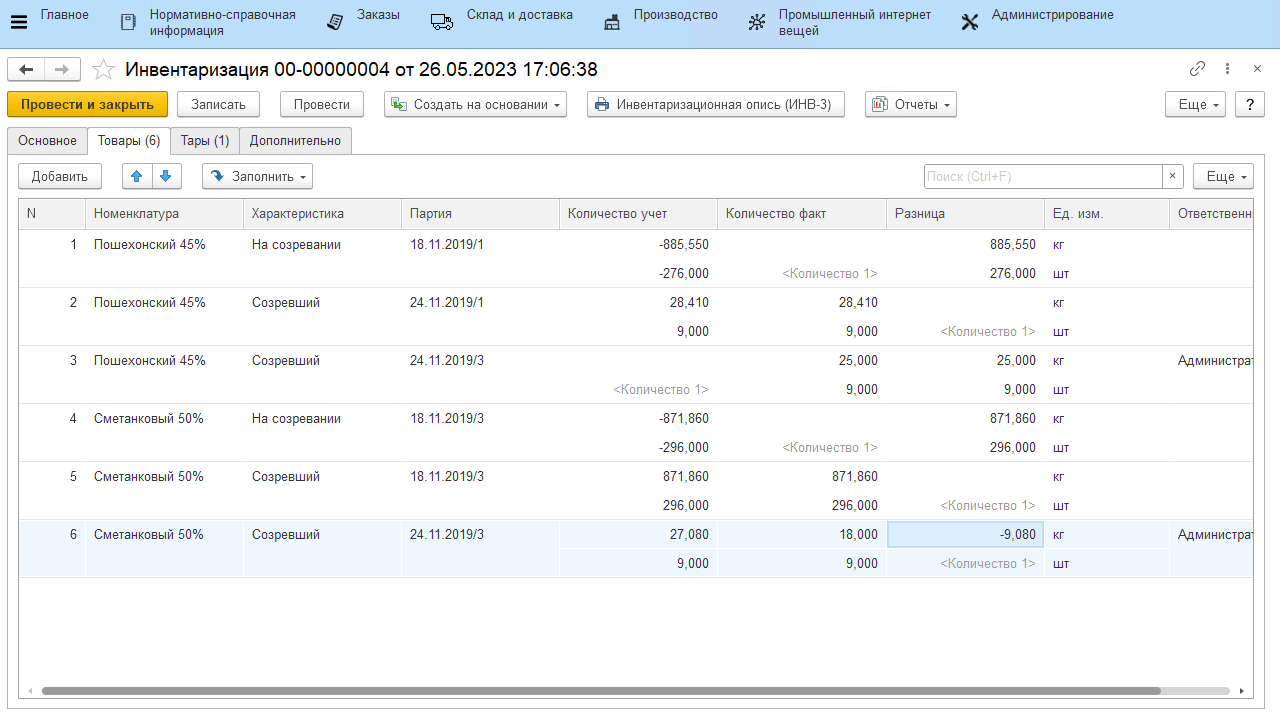 Главное
Нормативно-справочная
информация
Заказы
Склад и доставка
Производство
Промышленный интернет
вещей
Администрирование
Инвентаризация 00-00000004 от 26.05.2023 17:06:38
Провести и закрыть
Записать
Провести
Создать на основании
Инвентаризационная опись (ИНВ-3)
Отчеты
Еще
?
Основное
Товары (6)
Тары (1)
Дополнительно
Добавить
Заполнить
Поиск (Ctrl+F)
×
Еще
N Номенклатура Характеристика Партия Количество учет Количество факт Разница Ед. изм. Ответственн
1 Пошехонский 45% На созревании 18.11.2019/1 -885,550 885,550 кг
-276,000 <Количество 1> 276,000 шт
2 Пошехонский 45% Созревший 24.11.2019/1 28,410 28,410 кг
9,000 9,000 <Количество 1> шт
3 Пошехонский 45% Созревший 24.11.2019/3 25,000 25,000 кг Администрат
<Количество 1> 9,000 9,000 шт
4 Сметанковый 50% На созревании 18.11.2019/3 -871,860 871,860 кг
-296,000 <Количество 1> 296,000 шт
5 Сметанковый 50% Созревший 18.11.2019/3 871,860 871,860 кг
296,000 296,000 <Количество 1> шт
6 Сметанковый 50% Созревший 24.11.2019/3 27,080 18,000 -9,080 кг Администрат
9,000 9,000 <Количество 1> шт